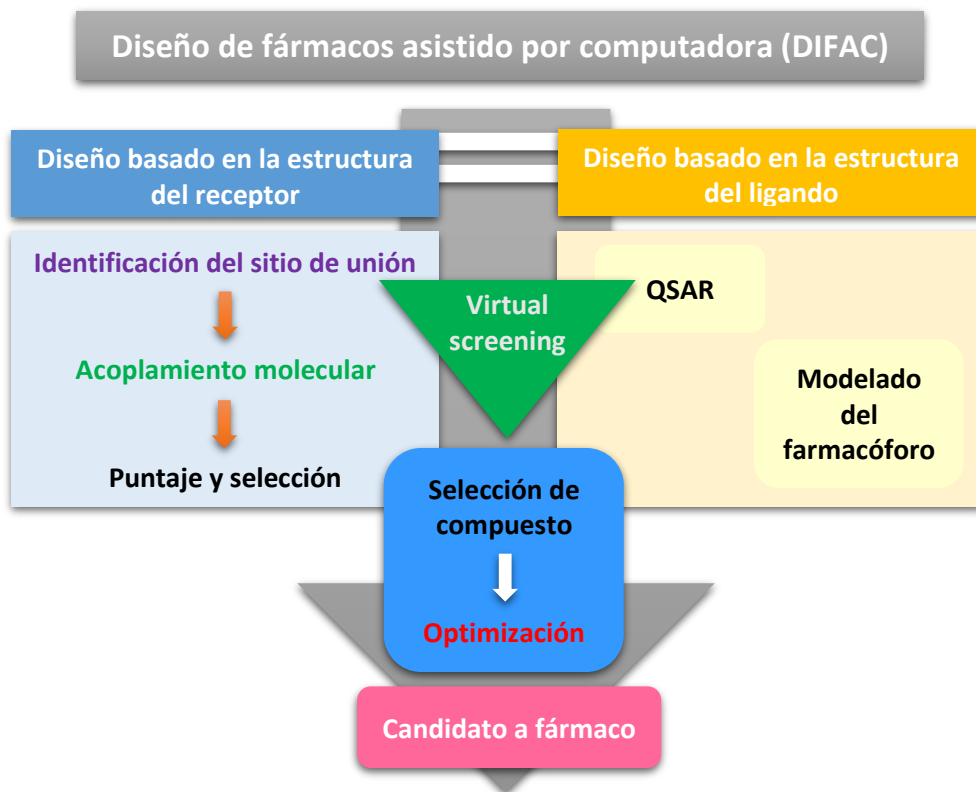 Diseño de fármacos asistido por computadora (DIFAC)
Diseño basado en la estructura
del receptor
Identificación del sitio de unión
Acoplamiento molecular
Puntaje y selección
Diseño basado en la estructura
del ligando
QSAR
Modelado
del
farmacóforo
Virtual
screening
Selección de
compuesto
Optimización
Candidato a fármaco